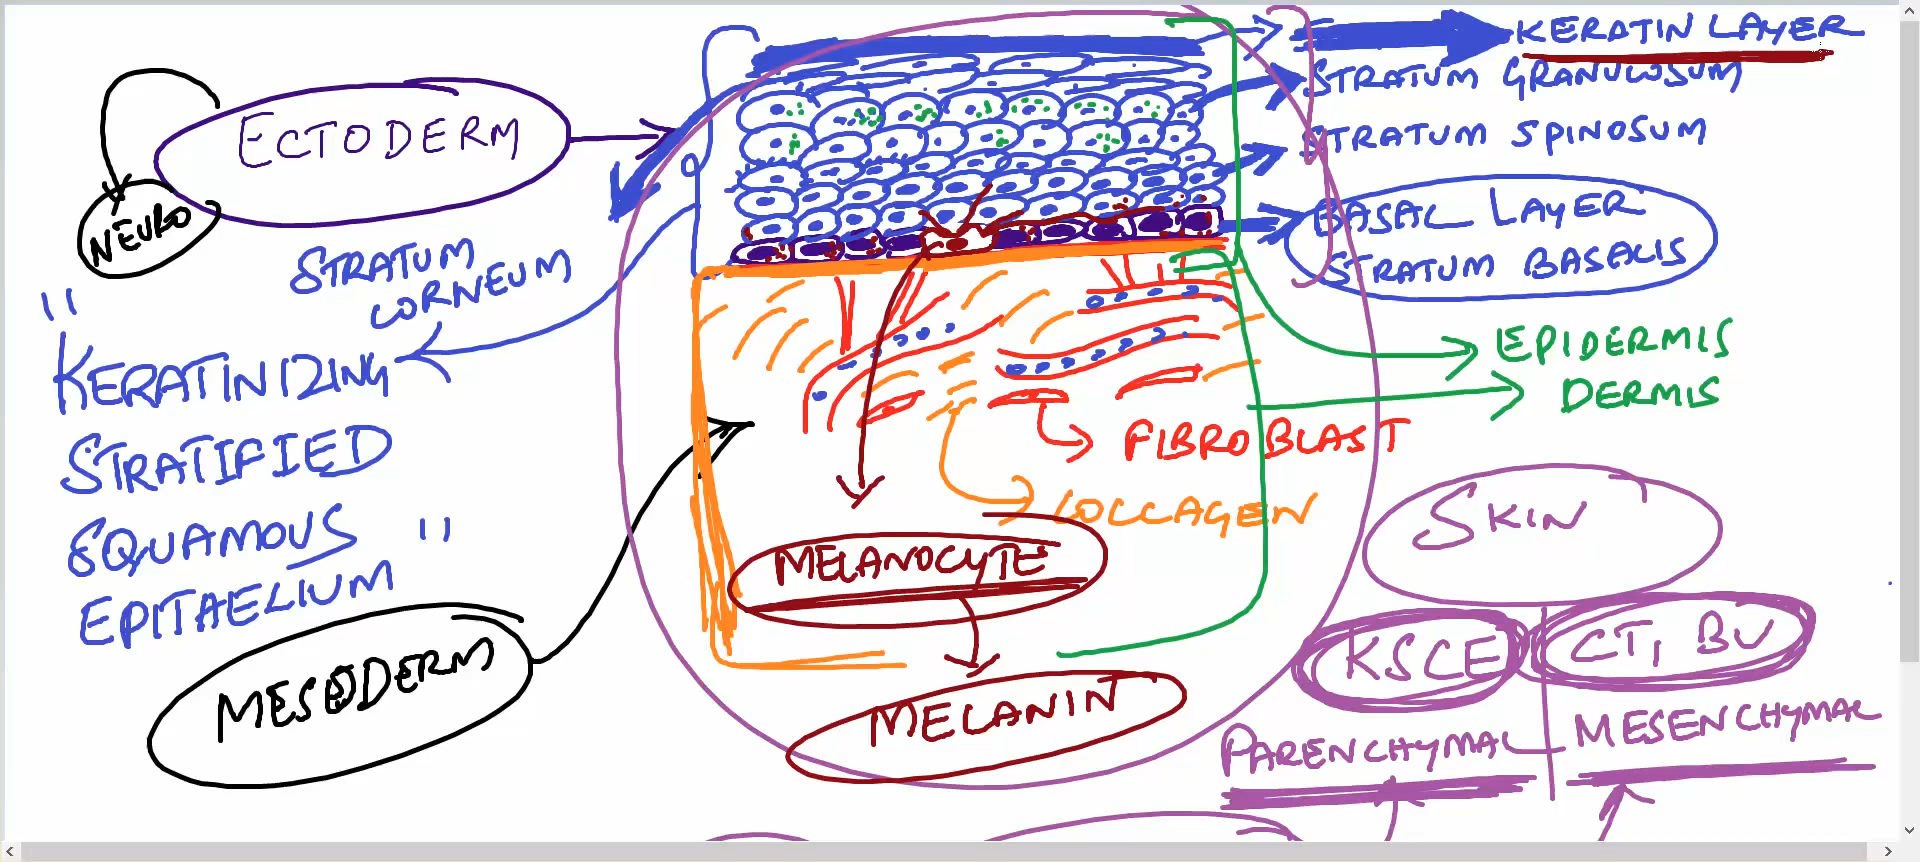 KERATIN LAYER
STRATUM GRANULOSUM
STRATUM SPINOSUM
BASAL LAYER
STRATUM BASALIS
ECTODERM
NEURO
STRATUM
CORNEUM
"KERATINIZING
STRATIFIED
SQUAMOUS
EPITHELIUM"
EPIDERMIS
DERMIS
FIBROBLAST
COLLAGEN
MELANOCYTE
MELANIN
MESODERM
SKIN
KSCE
CT, BV
PARENCHYMAL
MESENCHYMAL